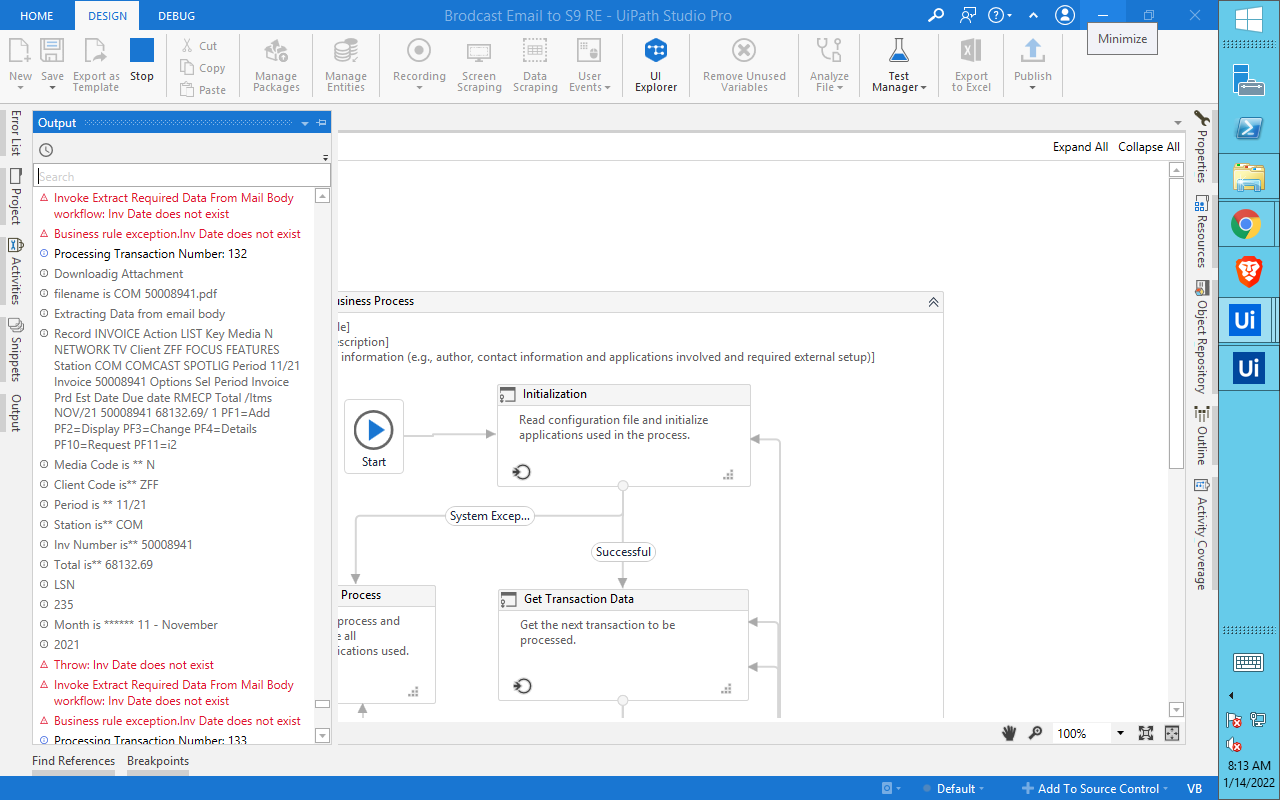 HOME
DESIGN
DEBUG
Brodcast Email to S9 RE - UiPath Studio Pro
Minimize
New
Save
Export as
Template
Stop
Cut
Copy
Paste
Manage
Packages
Manage
Entities
Recording
Screen
Scraping
Data
Scraping
User
Events
UI
Explorer
Remove Unused
Variables
Analyze
File
Test
Manager
Export
to Excel
Publish
Error List
Project
Activities
Snippets
Output
Output
Search
Invoke Extract Required Data From Mail Body
workflow: Inv Date does not exist
Business rule exception.Inv Date does not exist
Processing Transaction Number: 132
Downloadig Attachment
filename is COM 50008941.pdf
Extracting Data from email body
Record INVOICE Action LIST Key Media N
NETWORK TV Client ZFF FOCUS FEATURES
Station COM COMCAST SPOTLIG Period 11/21
Invoice 50008941 Options Sel Period Invoice
Prd Est Date Due date RMECP Total /Itms
NOV/21 50008941 68132.69/ 1 PF1=Add
PF2=Display PF3=Change PF4=Details
PF10=Request PF11=i2
Media Code is ** N
Client Code is** ZFF
Period is ** 11/21
Station is** COM
Inv Number is** 50008941
Total is** 68132.69
LSN
235
Month is ****** 11 - November
2021
Throw: Inv Date does not exist
Invoke Extract Required Data From Mail Body
workflow: Inv Date does not exist
Business rule exception.Inv Date does not exist
Processing Transaction Number: 133
Find References
Breakpoints
Expand All
Collapse All
usiness Process
le]
scription]
information (e.g., author, contact information and applications involved and required external setup)]
Start
Initialization
Read configuration file and initialize
applications used in the process.
System Excep...
Successful
Process
process and
e all
ications used.
Get Transaction Data
Get the next transaction to be
processed.
100%
Properties
Resources
Object Repository
Outline
Activity Coverage
Default
Add To Source Control
VB
Ui
Ui
8:13 AM
1/14/2022